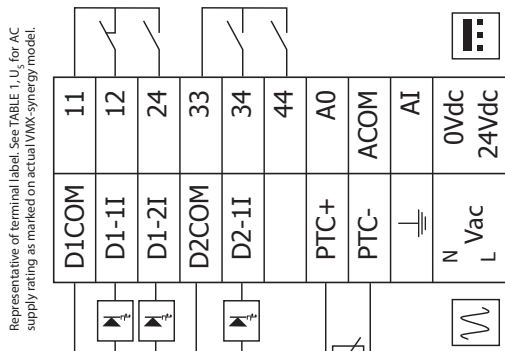 Representative of terminal label. See TABLE 1, Us for AC
supply rating as marked on actual VMX-synergy model.
11
12
24
33
34
44
A0
ACOM
AI
0Vdc
24Vdc
D1COM
D1-1I
D1-2I
D2COM
D2-1I
PTC+
PTC-
N
L Vac